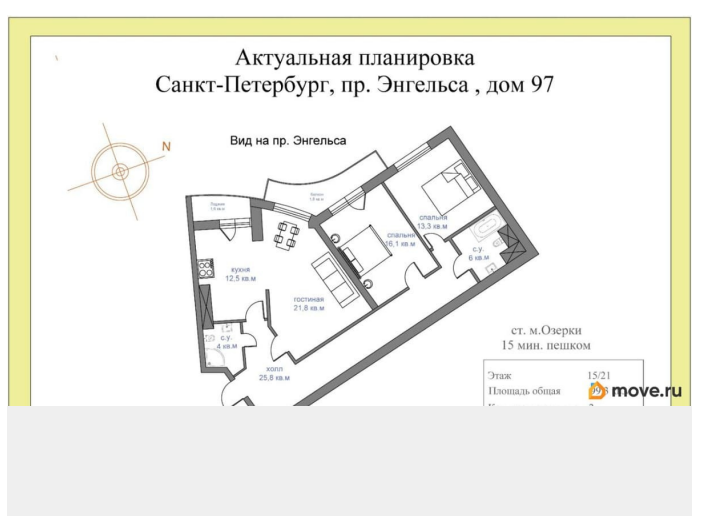 Актуальная планировка
Санкт-Петербург, пр. Энгельса , дом 97
N
Вид на пр. Энгельса
спальня
13,3 кв.м
спальня
16,1 кв.м
с.у.
6 кв.м
кухня
12,5 кв.м
гостиная
21,8 кв.м
с.у.
4 кв.м
холл
25,8 кв.м
ст. м.Озерки
15 мин. пешком
Этаж 15/21
Площадь общая
move.ru